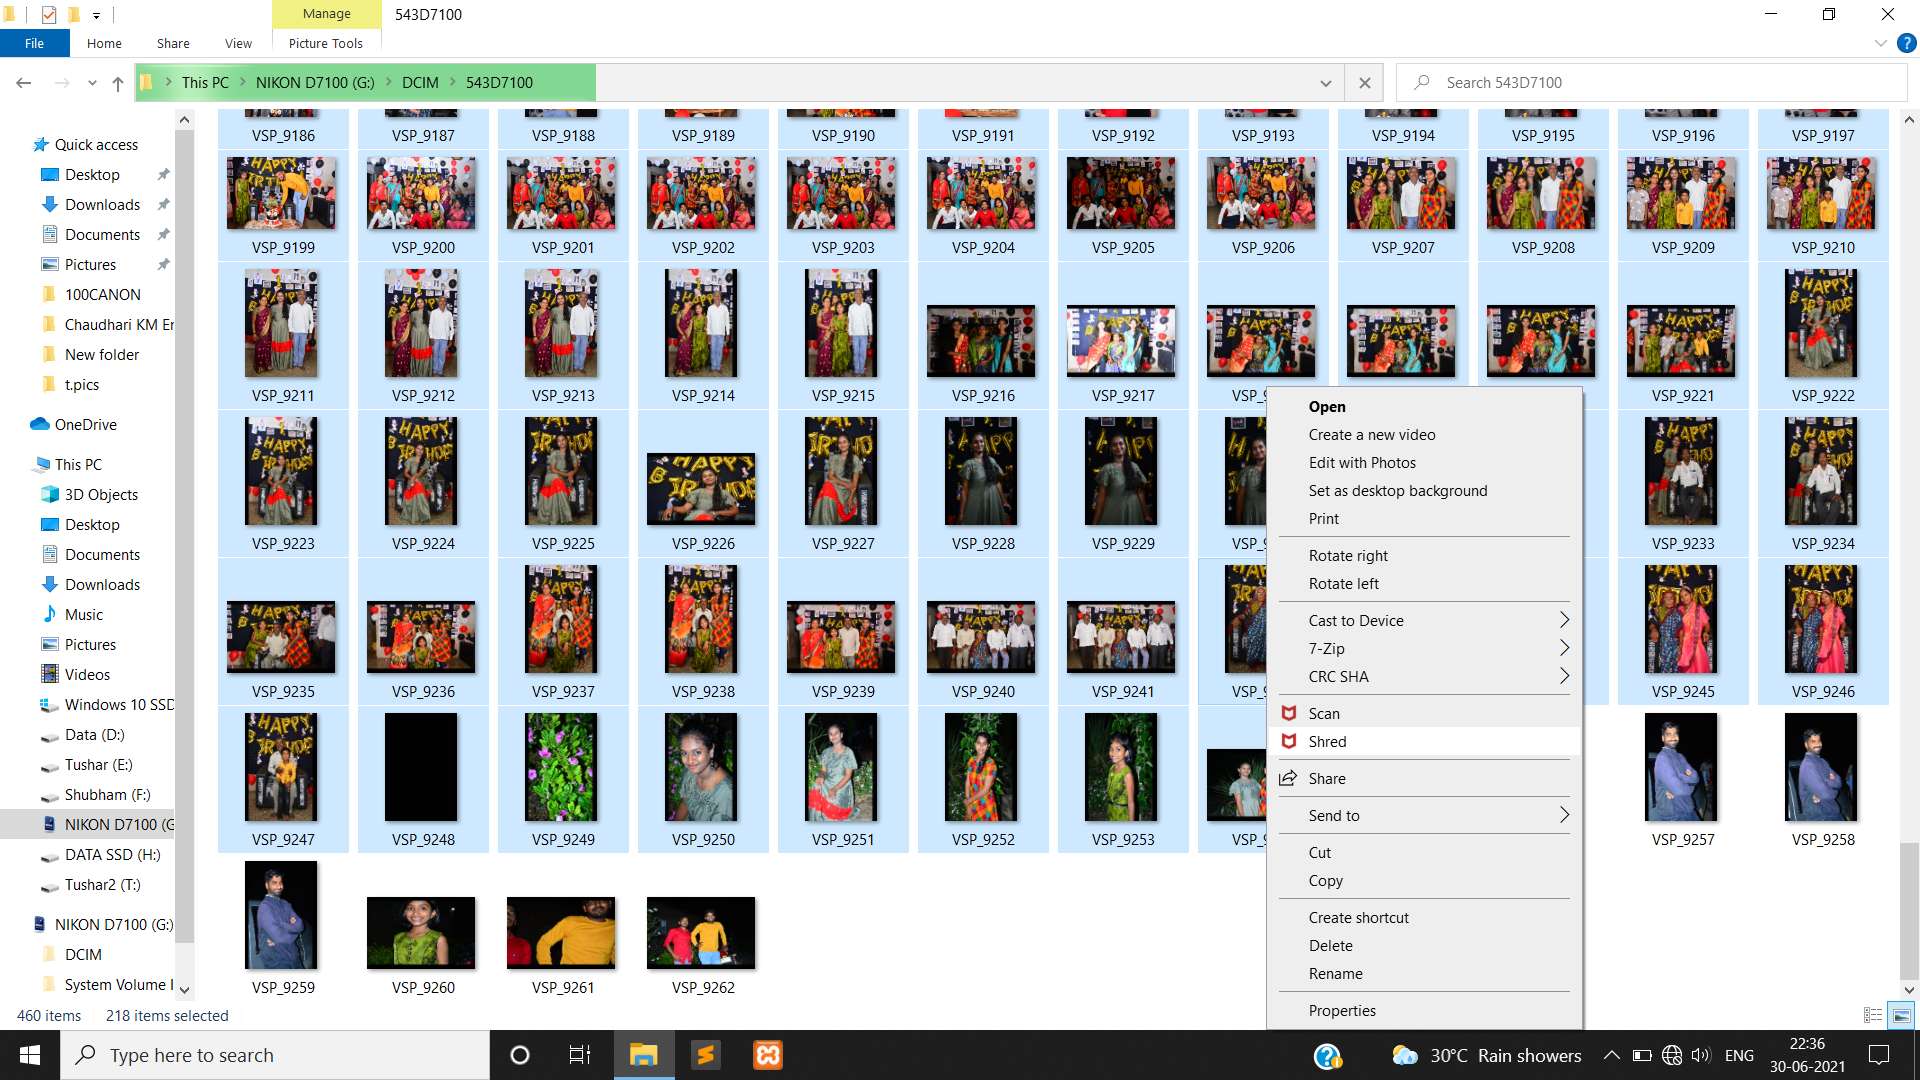 Manage
543D7100
File
Home
Share
View
Picture Tools
This PC
NIKON D7100 (G:)
DCIM
543D7100
Search 543D7100
VSP_9186 VSP_9187 VSP_9188 VSP_9189 VSP_9190 VSP_9191 VSP_9192 VSP_9193 VSP_9194 VSP_9195 VSP_9196 VSP_9197
VSP_9199 VSP_9200 VSP_9201 VSP_9202 VSP_9203 VSP_9204 VSP_9205 VSP_9206 VSP_9207 VSP_9208 VSP_9209 VSP_9210
VSP_9211 VSP_9212 VSP_9213 VSP_9214 VSP_9215 VSP_9216 VSP_9217 VSP_9221 VSP_9222
VSP_9223 VSP_9224 VSP_9225 VSP_9226 VSP_9227 VSP_9228 VSP_9229 VSP_9233 VSP_9234
VSP_9235 VSP_9236 VSP_9237 VSP_9238 VSP_9239 VSP_9240 VSP_9241 VSP_9245 VSP_9246
VSP_9247 VSP_9248 VSP_9249 VSP_9250 VSP_9251 VSP_9252 VSP_9253 VSP_9257 VSP_9258
VSP_9259 VSP_9260 VSP_9261 VSP_9262
Quick access
Desktop
Downloads
Documents
Pictures
100CANON
Chaudhari KM Er
New folder
t.pics
OneDrive
This PC
3D Objects
Desktop
Documents
Downloads
Music
Pictures
Videos
Windows 10 SSD
Data (D:)
Tushar (E:)
Shubham (F:)
NIKON D7100 (G
DATA SSD (H:)
Tushar2 (T:)
NIKON D7100 (G:)
DCIM
System Volume I
Open
Create a new video
Edit with Photos
Set as desktop background
Print
Rotate right
Rotate left
Cast to Device
7-Zip
CRC SHA
Scan
Shred
Share
Send to
Cut
Copy
Create shortcut
Delete
Rename
Properties
460 items
218 items selected
Type here to search
30°C Rain showers
ENG
22:36
30-06-2021